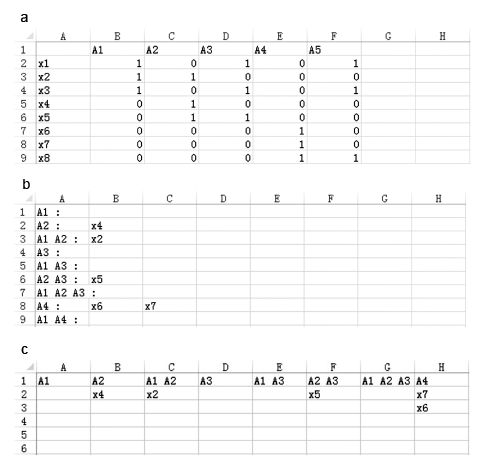 a
A B C D E F G H
1 A1 A2 A3 A4 A5
2 x1 1 0 1 0 1
3 x2 1 1 0 0 0
4 x3 1 0 1 0 1
5 x4 0 1 0 0 0
6 x5 0 1 1 0 0
7 x6 0 0 0 1 0
8 x7 0 0 0 1 0
9 x8 0 0 0 1 1
b
A B C D E F G H
1 A1 :
2 A2 : x4
3 A1 A2 : x2
4 A3 :
5 A1 A3 :
6 A2 A3 : x5
7 A1 A2 A3 :
8 A4 : x6 x7
9 A1 A4 :
c
A B C D E F G H
1 A1 A2 A1 A2 A3 A1 A3 A2 A3 A1 A2 A3 A4
2 x4 x2 x5 x7
3 x6
4
5
6